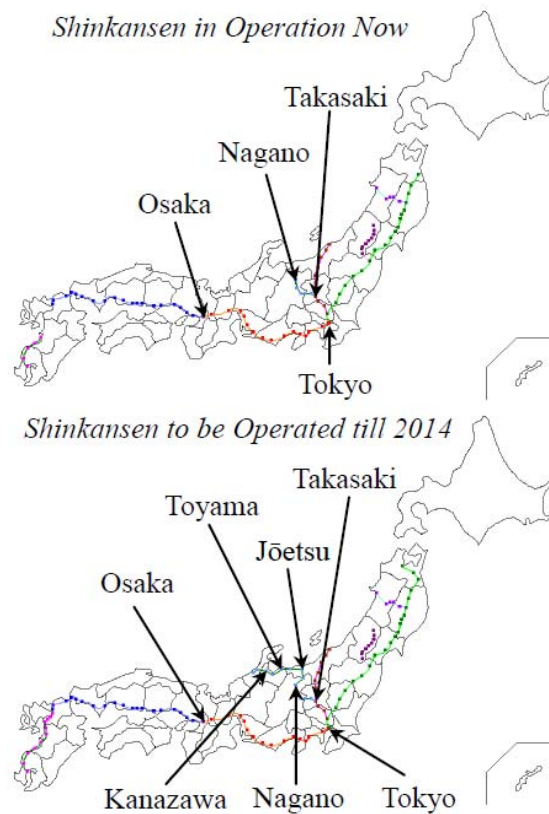 Shinkansen in Operation Now
Takasaki
Nagano
Osaka
Tokyo
Shinkansen to be Operated till 2014
Takasaki
Toyama
Jōetsu
Osaka
Kanazawa Nagano Tokyo